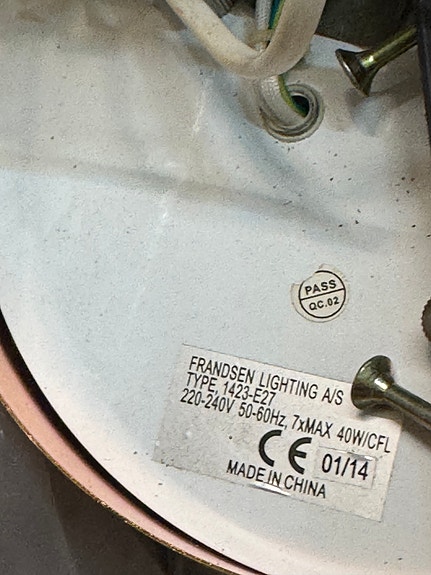 PASS
QC.02
FRANDSEN LIGHTING A/S
TYPE, 1423-E27
220-240V 50-60Hz, 7xMAX 40W/CFL
CE 01/14
MADE IN CHINA